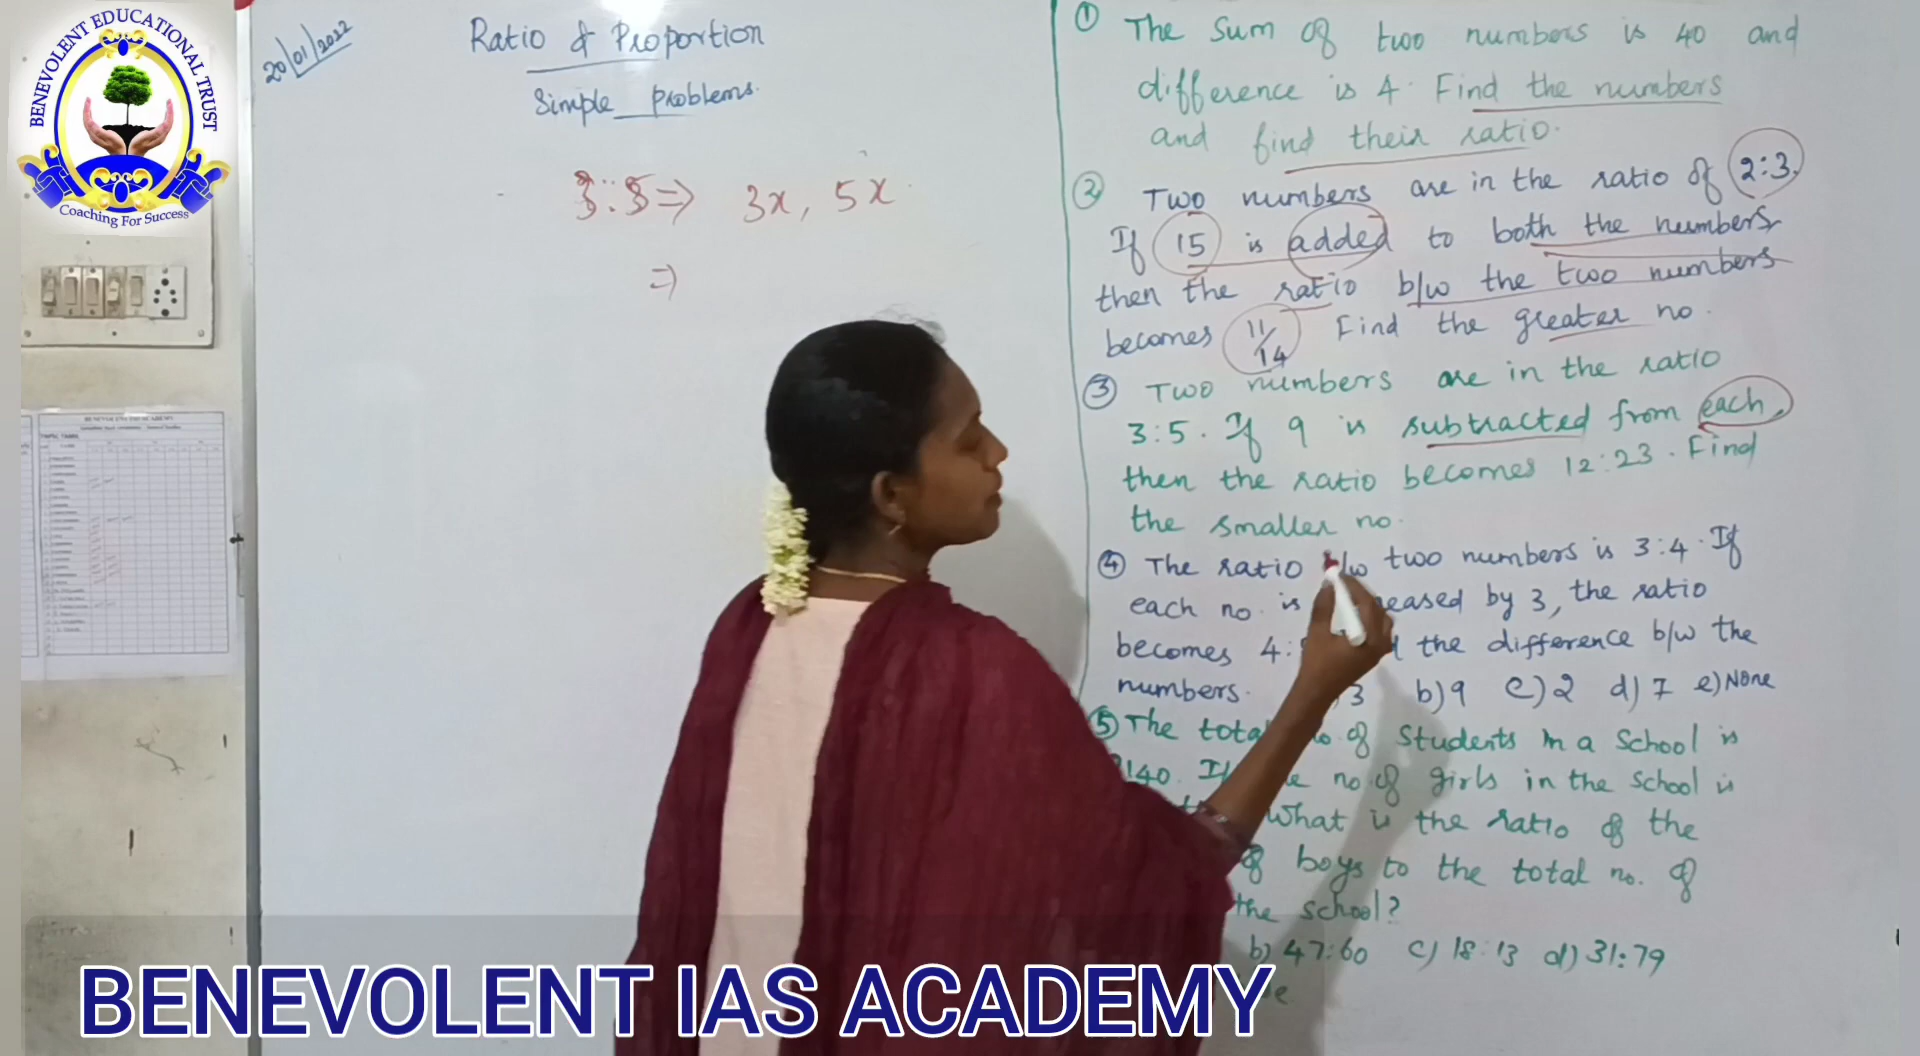 BENEVOLENT EDUCATIONAL TRUST
Coaching For Success
20/01/2022
Ratio & Proportion
Simple Problems.
3:5 => 3x, 5x
=>
① The Sum of two numbers is 40 and
difference is 4. Find the numbers
and find their ratio.
② Two numbers are in the ratio of 2:3.
If 15 is added to both the numbers
then the ratio b/w the two numbers
becomes 11/14 Find the greater no.
③ Two numbers are in the ratio
3:5. If 9 is subtracted from each,
then the ratio becomes 12:23. Find
the smaller no.
④ The ratio b/w two numbers is 3:4. If
each no. is by 3, the ratio
becomes 4: the difference b/w the
numbers. 3 b) 9 c) 2 d) 7 e) None
⑤ The total no. of Students in a School is
140. If no. of girls in the school is
What is the ratio of the
of boys to the total no. of
the school?
b) 47:60 c) 18:13 d) 31:79
BENEVOLENT IAS ACADEMY